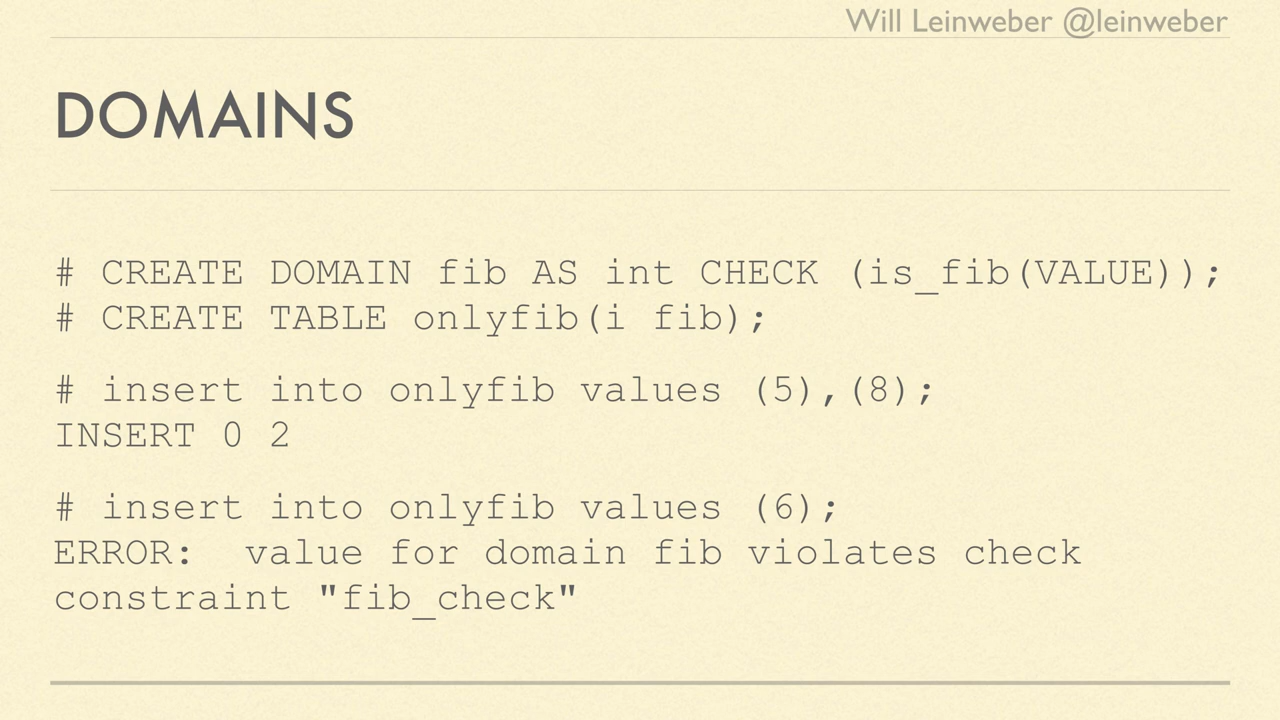 Will Leinweber @leinweber
DOMAINS
# CREATE DOMAIN fib AS int CHECK (is_fib(VALUE));
# CREATE TABLE onlyfib(i fib);
# insert into onlyfib values (5),(8);
INSERT 0 2
# insert into onlyfib values (6);
ERROR:  value for domain fib violates check
constraint "fib_check"